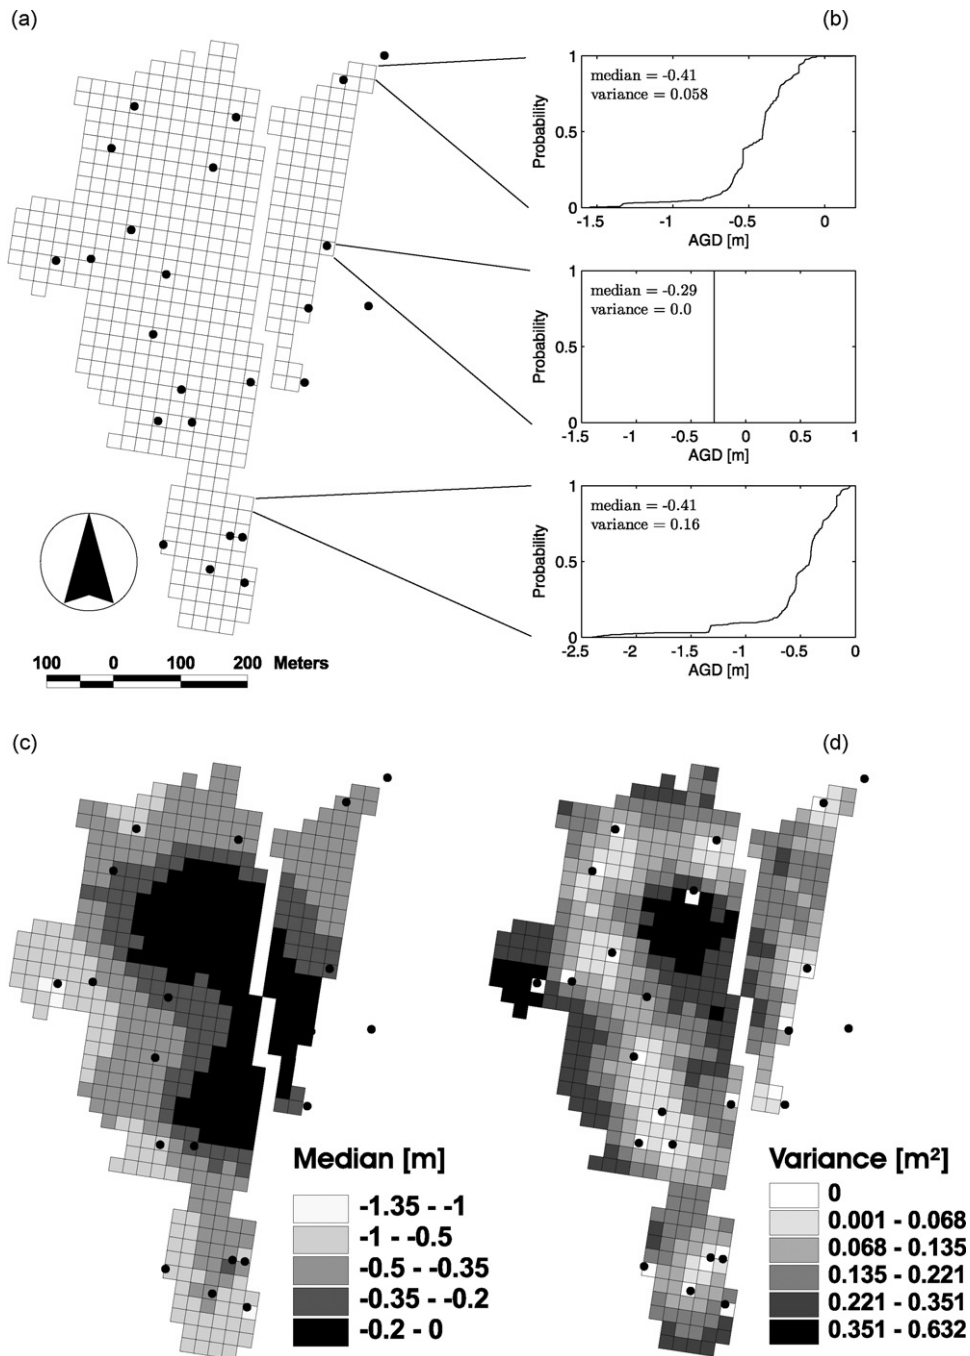 (a)
(b)
1
median = -0.41
variance = 0.058
Probability
0.5
0
-1.5
-1
-0.5
0
AGD [m]
1
median = -0.29
variance = 0.0
Probability
0.5
0
-1.5
-1
-0.5
0
0.5
1
AGD [m]
1
median = -0.41
variance = 0.16
Probability
0.5
0
-2.5
-2
-1.5
-1
-0.5
0
AGD [m]
100 0 100 200 Meters
(c)
(d)
Median [m]
-1.35 - -1
-1 - -0.5
-0.5 - -0.35
-0.35 - -0.2
-0.2 - 0
Variance [m²]
0
0.001 - 0.068
0.068 - 0.135
0.135 - 0.221
0.221 - 0.351
0.351 - 0.632